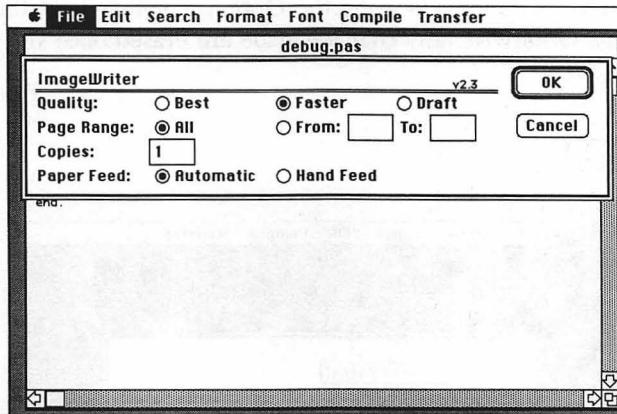 File Edit Search Format Font Compile Transfer
debug.pas
ImageWriter v2.3 OK
Quality: Best Faster Draft
Page Range: All From: To: Cancel
Copies: 1
Paper Feed: Automatic Hand Feed
end.